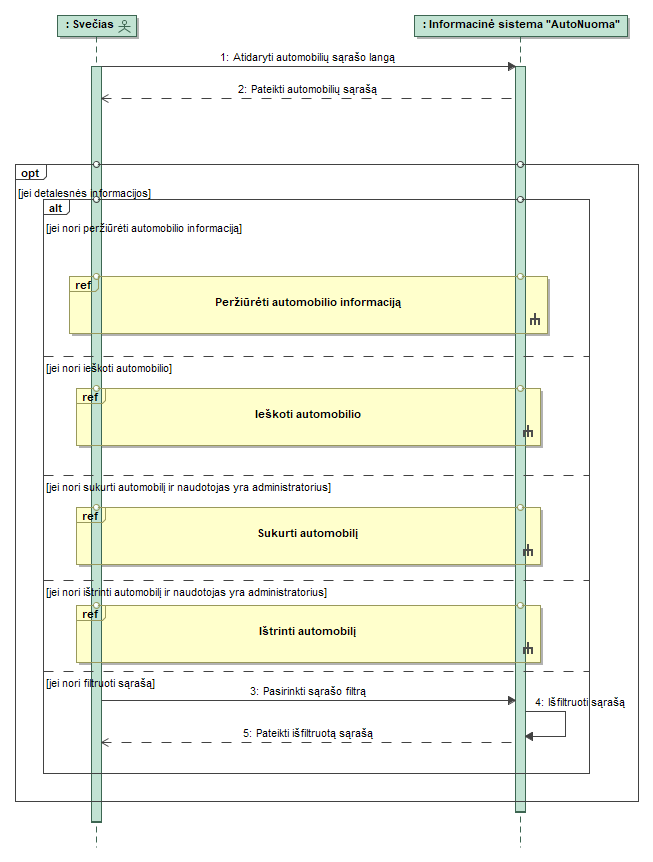 : Svečias
: Informacinė sistema "AutoNuoma"
1: Atidaryti automobilių sąrašo langą
2: Pateikti automobilių sąrašą
opt
[jei detalesnės informacijos]
alt
[jei nori peržiūrėti automobilio informaciją]
ref
Peržiūrėti automobilio informaciją
[jei nori ieškoti automobilio]
ref
Ieškoti automobilio
[jei nori sukurti automobilį ir naudotojas yra administratorius]
ref
Sukurti automobilį
[jei nori ištrinti automobilį ir naudotojas yra administratorius]
ref
Ištrinti automobilį
[jei nori filtruoti sąrašą]
3: Pasirinkti sąrašo filtrą
4: Išfiltruoti sąrašą
5: Pateikti išfiltruotą sąrašą